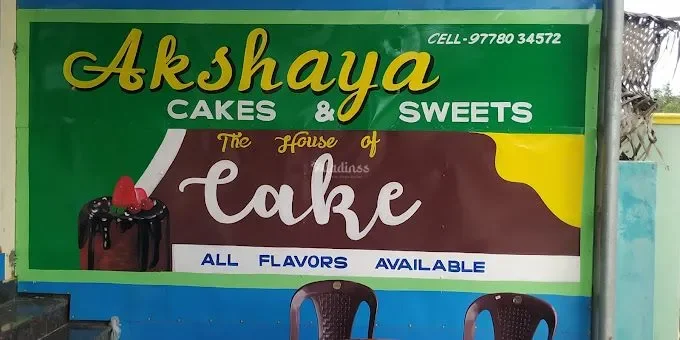 CELL-97780 34572
Akshaya
CAKES & SWEETS
The House of
Cake
ALL FLAVORS AVAILABLE